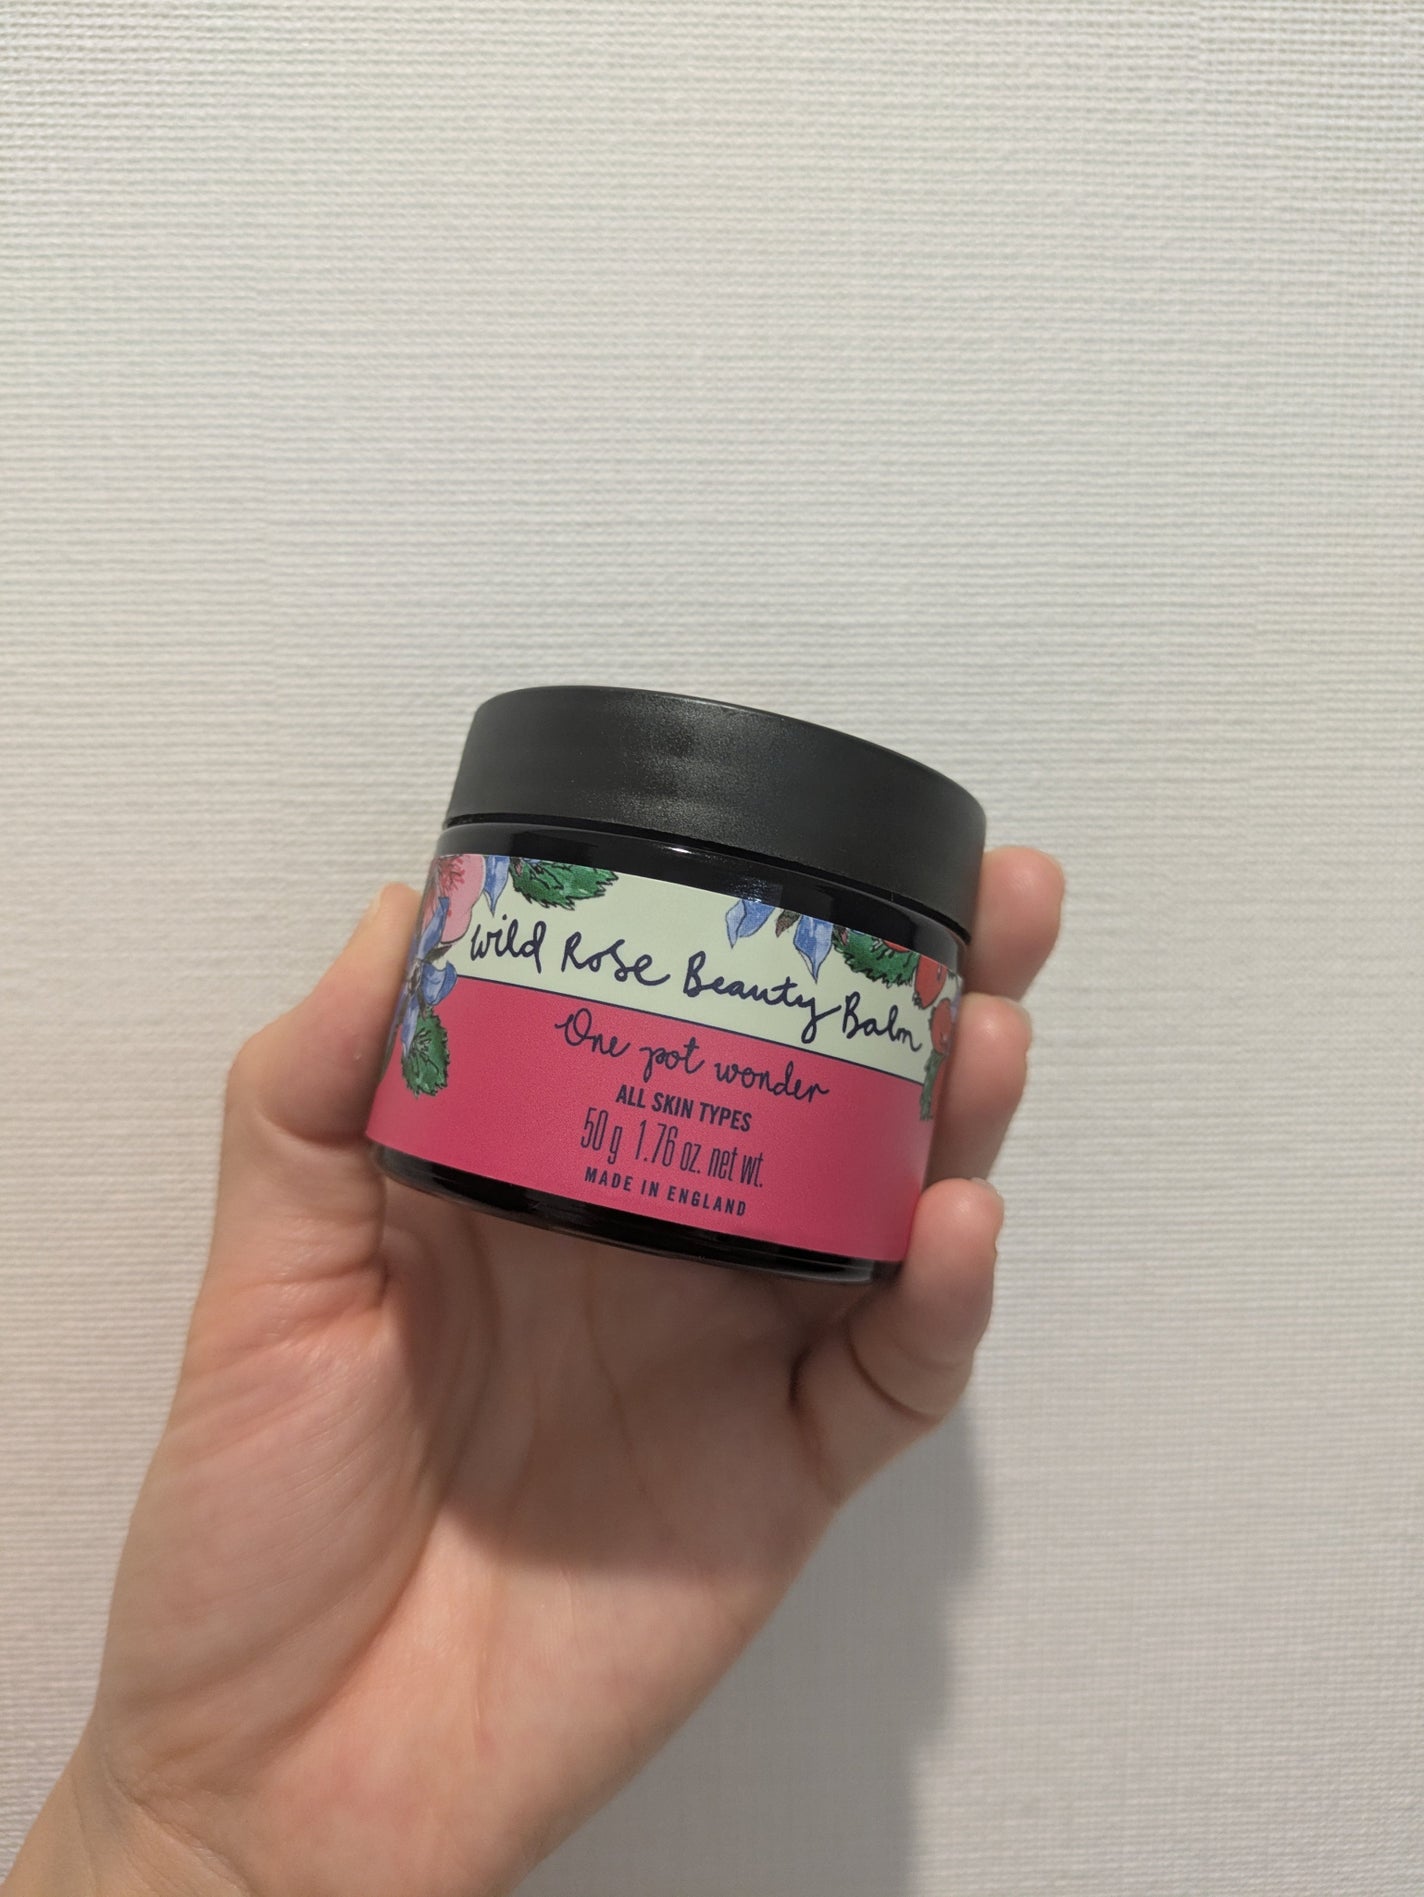 Wild Rose Beauty Balm
One pot wonder
ALL SKIN TYPES
50 g 1.76 oz. net wt.
MADE IN ENGLAND